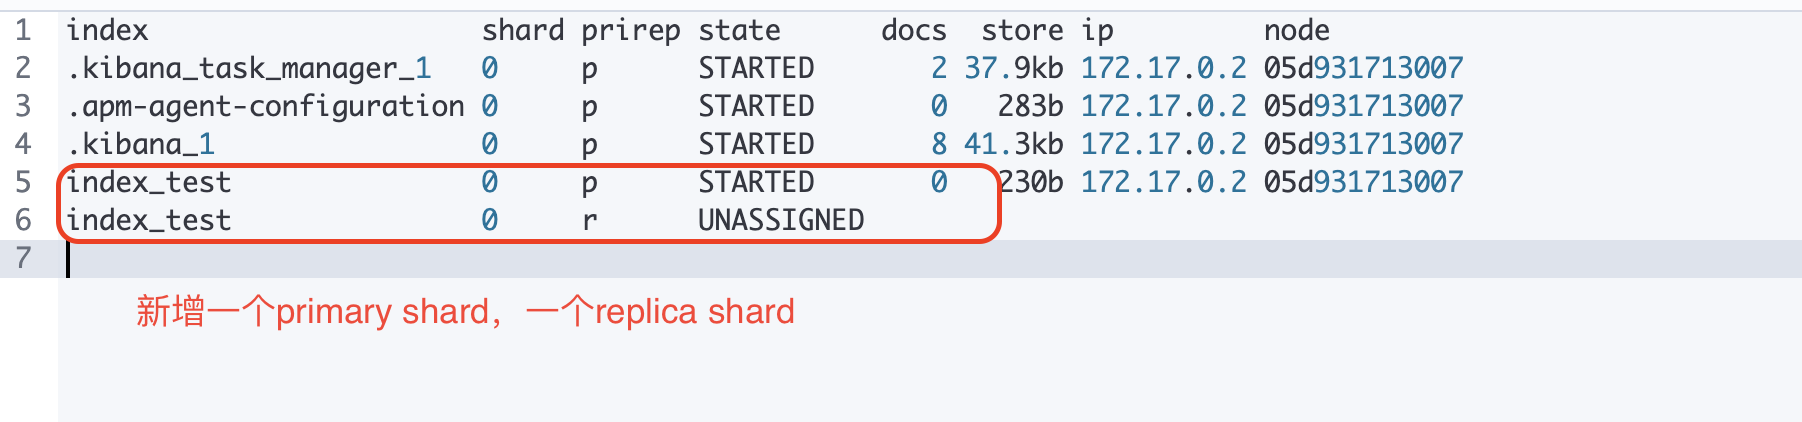 1 index shard prirep state docs store ip node
2 .kibana_task_manager_1 0 p STARTED 2 37.9kb 172.17.0.2 05d931713007
3 .apm-agent-configuration 0 p STARTED 0 283b 172.17.0.2 05d931713007
4 .kibana_1 0 p STARTED 8 41.3kb 172.17.0.2 05d931713007
5 index_test 0 p STARTED 0 230b 172.17.0.2 05d931713007
6 index_test 0 r UNASSIGNED
7
新增一个primary shard，一个replica shard